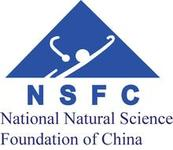 NSFC
National Natural Science
Foundation of China